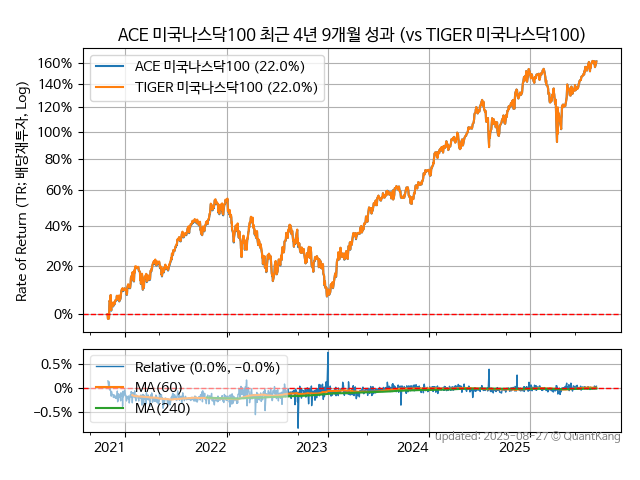 ACE 미국나스닥100 최근 4년 9개월 성과 (vs TIGER 미국나스닥100)
Rate of Return (TR: 배당재투자, Log)
160%
140%
120%
100%
80%
60%
40%
20%
0%
ACE 미국나스닥100 (22.0%)
TIGER 미국나스닥100 (22.0%)
0.5%
0%
−0.5%
Relative (0.0%, −0.0%)
MA(60)
MA(240)
2021
2022
2023
2024
2025
updated: 2025-08-27 © QuantKang